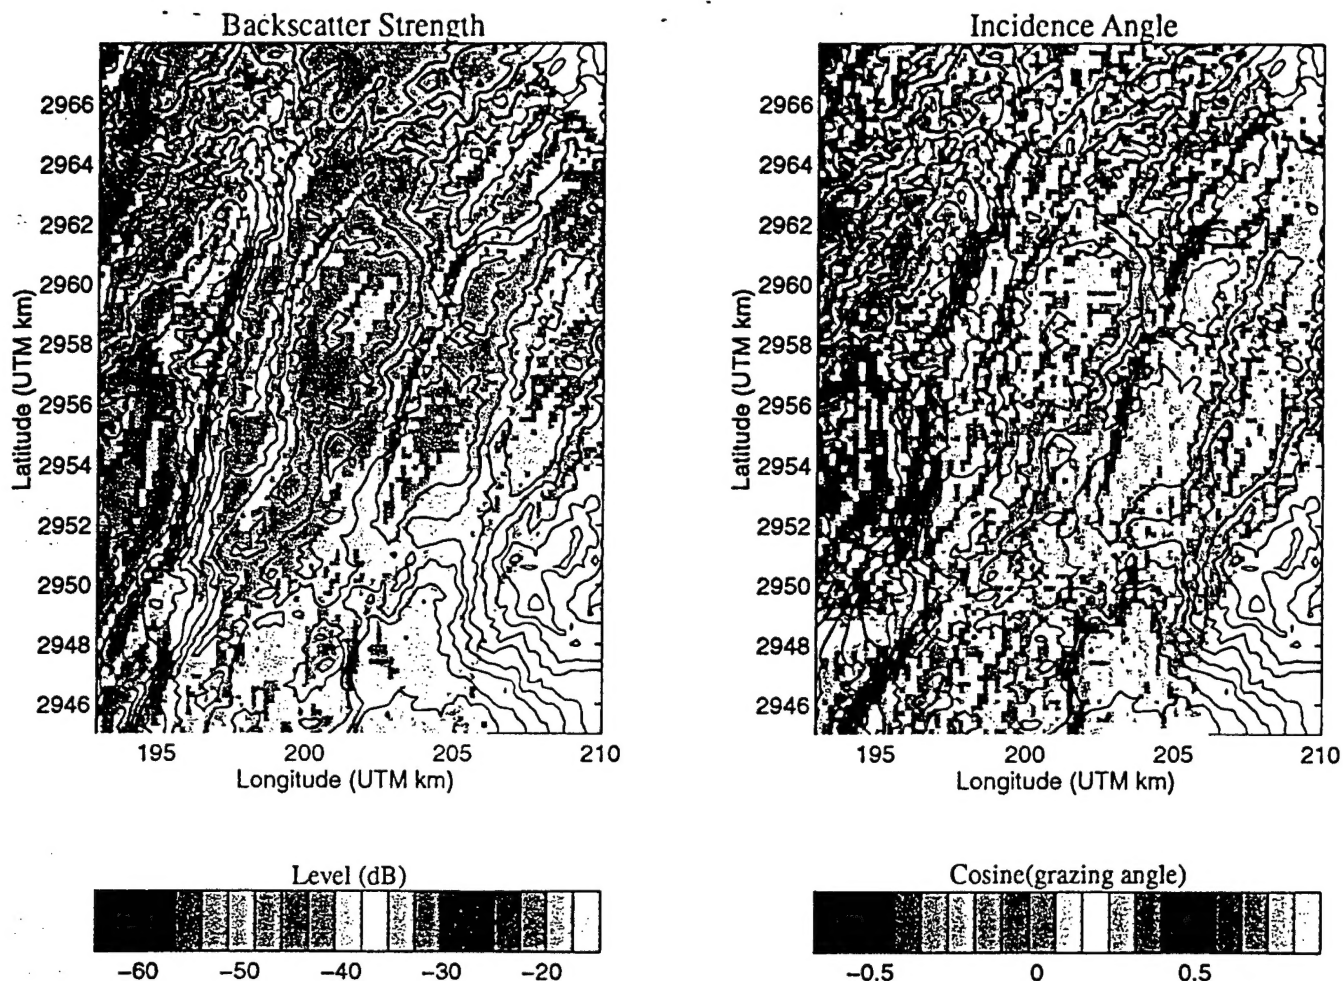 Backscatter Strength
2966
2964
2962
2960
2958
2956
2954
2952
2950
2948
2946
Latitude (UTM km)
195 200 205 210
Longitude (UTM km)
Level (dB)
−60 −50 −40 −30 −20
Incidence Angle
2966
2964
2962
2960
2958
2956
2954
2952
2950
2948
2946
Latitude (UTM km)
195 200 205 210
Longitude (UTM km)
Cosine(grazing angle)
−0.5 0 0.5